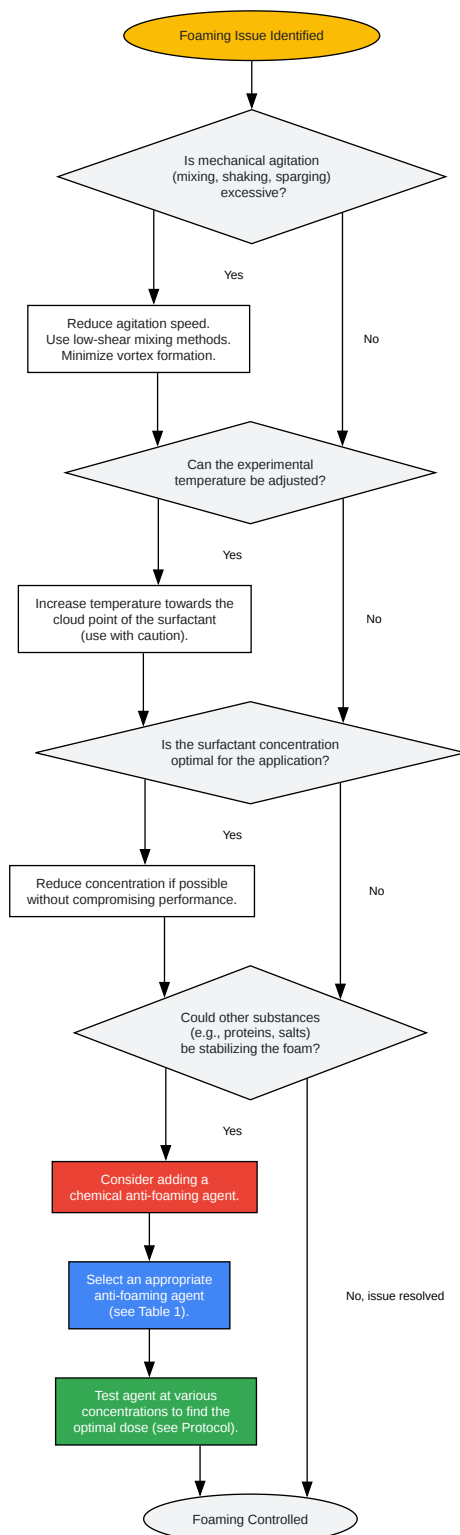 Foaming Issue Identified
Is mechanical agitation
(mixing, shaking, sparging)
excessive?
Yes
No
Reduce agitation speed.
Use low-shear mixing methods.
Minimize vortex formation.
Can the experimental
temperature be adjusted?
Yes
No
Increase temperature towards the
cloud point of the surfactant
(use with caution).
Is the surfactant concentration
optimal for the application?
Yes
No
Reduce concentration if possible
without compromising performance.
Could other substances
(e.g., proteins, salts)
be stabilizing the foam?
Yes
Consider adding a
chemical anti-foaming agent.
Select an appropriate
anti-foaming agent
(see Table 1).
No, issue resolved
Test agent at various
concentrations to find the
optimal dose (see Protocol).
Foaming Controlled